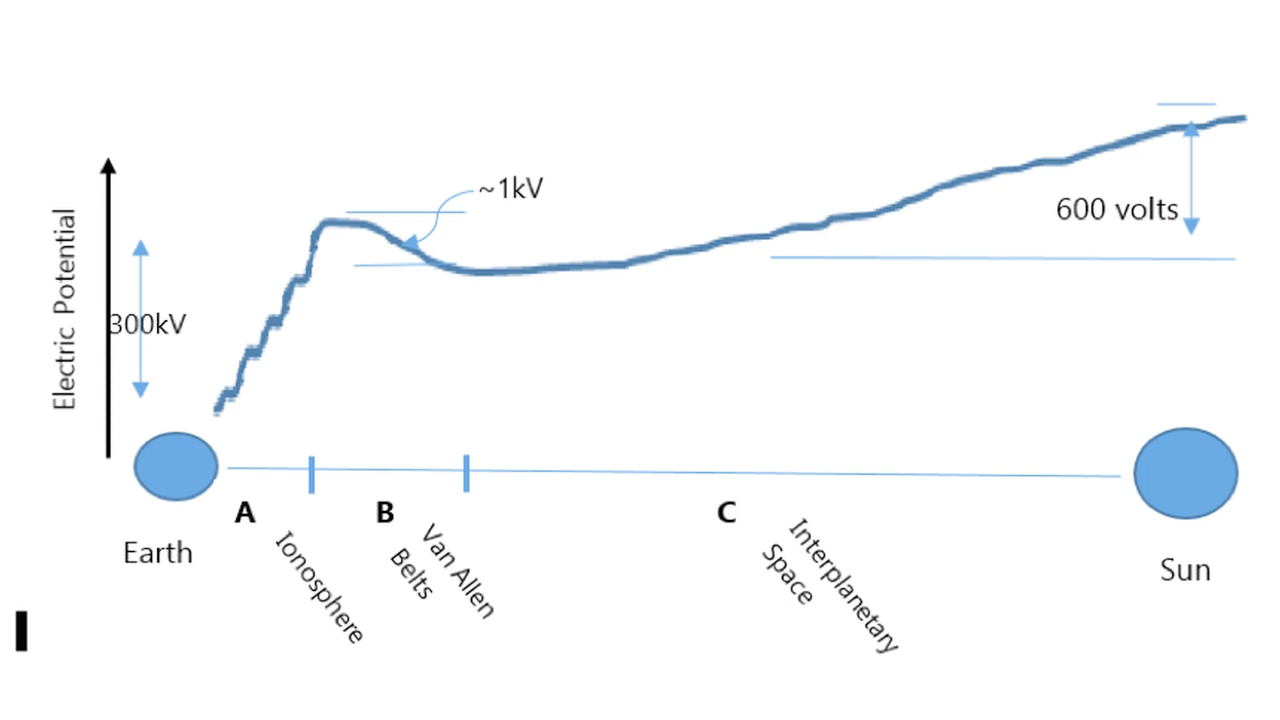 ~1kV
600 volts
Electric Potential
300kV
A
B
C
Earth
Ionosphere
Van Allen
Belts
Interplanetary
Space
Sun
I